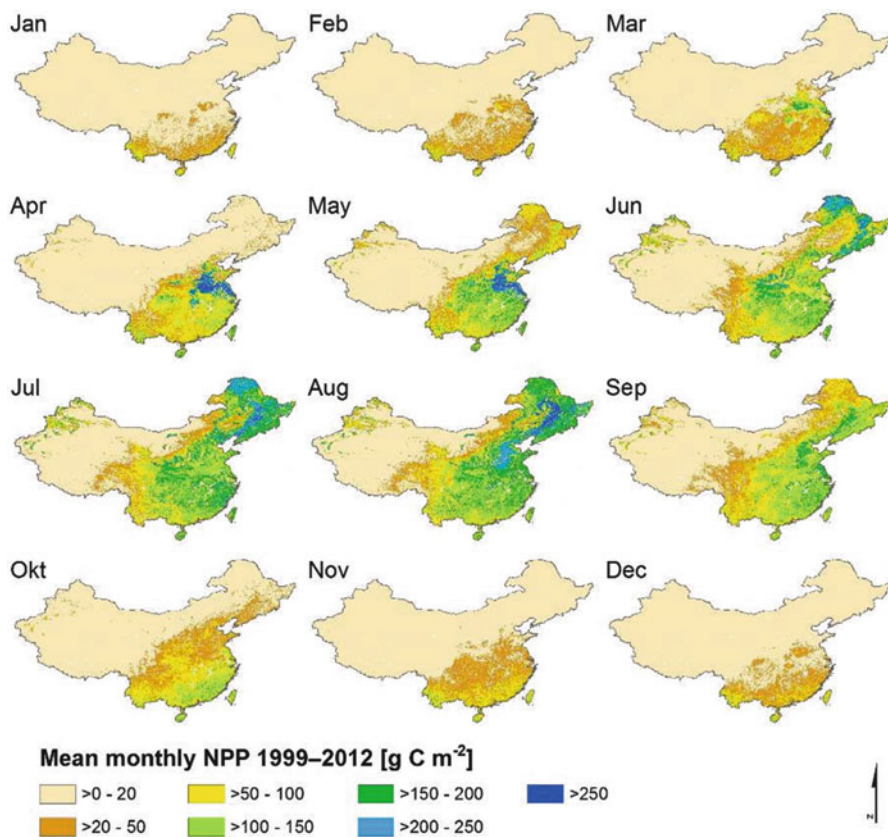 Jan Feb Mar
Apr May Jun
Jul Aug Sep
Okt Nov Dec
Mean monthly NPP 1999–2012 [g C m⁻²]
>0 - 20 >50 - 100 >150 - 200 >250
>20 - 50 >100 - 150 >200 - 250
N